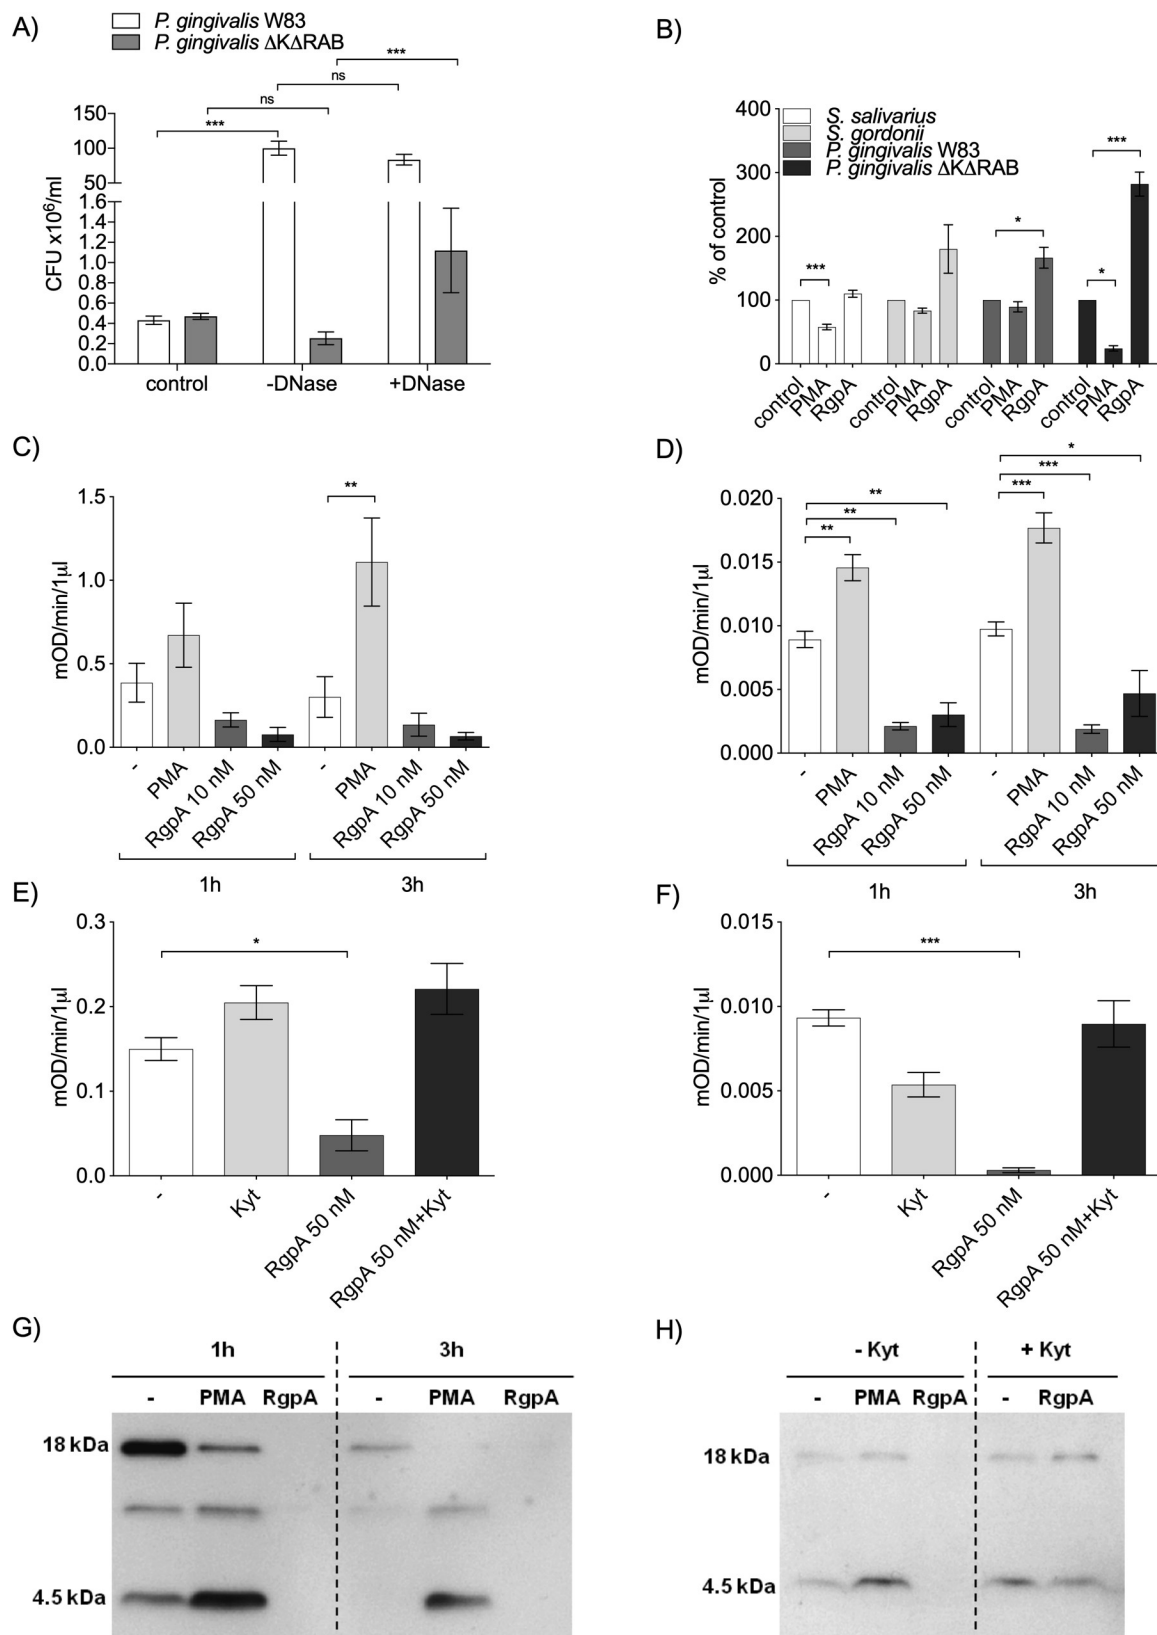 A)
P. gingivalis W83
P. gingivalis ΔKΔRAB
***
ns
ns
***
150
100
50
1.6
1.4
1.2
1.0
0.8
0.6
0.4
0.2
0.0
CFU x10⁶/ml
control -DNase +DNase
B)
S. salivarius
S. gordonii
P. gingivalis W83
P. gingivalis ΔKΔRAB
***
*
*
***
400
300
200
100
0
% of control
control PMA RgpA control PMA RgpA control PMA RgpA control PMA RgpA
C)
**
1.5
1.0
0.5
0.0
mOD/min/1µl
- PMA RgpA 10 nM RgpA 50 nM - PMA RgpA 10 nM RgpA 50 nM
1h 3h
D)
**
**
**
*
***
***
0.020
0.015
0.010
0.005
0.000
mOD/min/1µl
- PMA RgpA 10 nM RgpA 50 nM - PMA RgpA 10 nM RgpA 50 nM
1h 3h
E)
*
0.3
0.2
0.1
0.0
mOD/min/1µl
- Kyt RgpA 50 nM RgpA 50 nM+Kyt
F)
***
0.015
0.010
0.005
0.000
mOD/min/1µl
- Kyt RgpA 50 nM RgpA 50 nM+Kyt
G)
1h 3h
- PMA RgpA - PMA RgpA
18 kDa
4.5 kDa
H)
- Kyt + Kyt
- PMA RgpA - RgpA
18 kDa
4.5 kDa